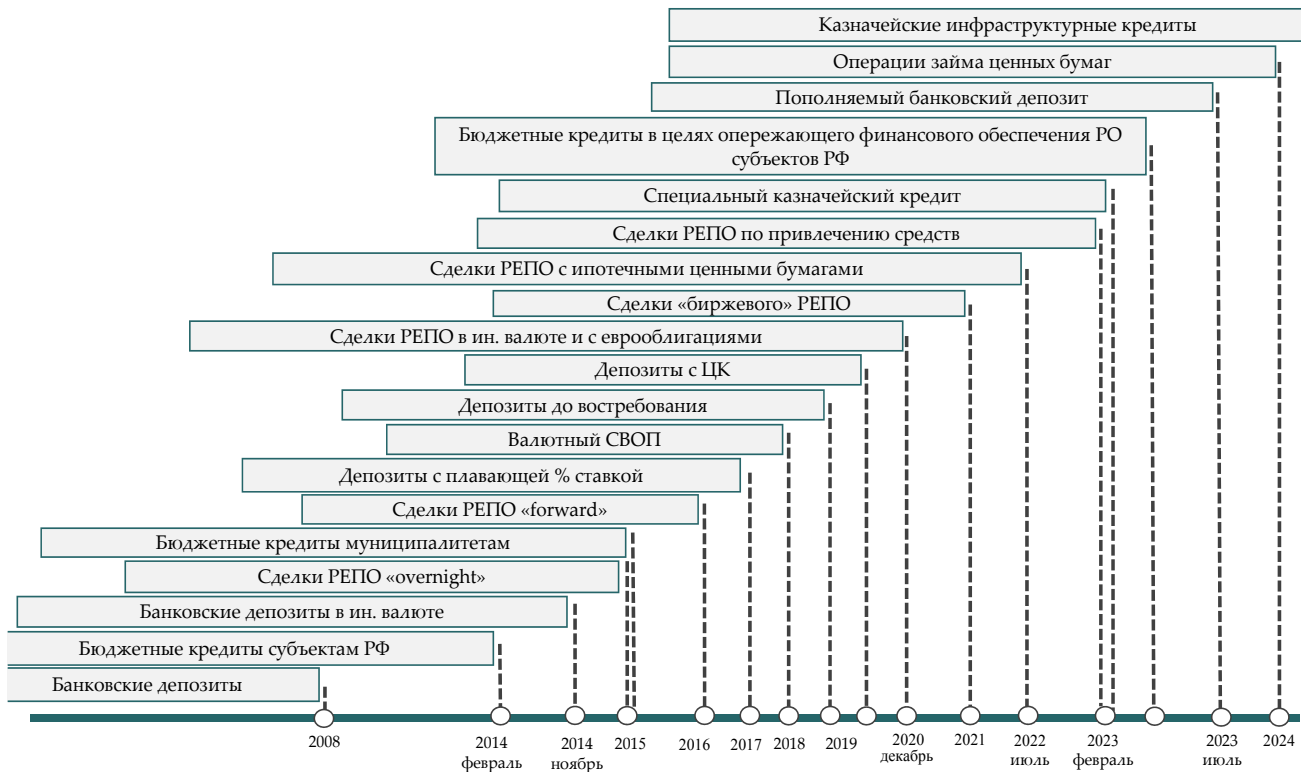 Казначейские инфраструктурные кредиты
Операции займа ценных бумаг
Пополняемый банковский депозит
Бюджетные кредиты в целях опережающего финансового обеспечения РО
субъектов РФ
Специальный казначейский кредит
Сделки РЕПО по привлечению средств
Сделки РЕПО с ипотечными ценными бумагами
Сделки «биржевого» РЕПО
Сделки РЕПО в ин. валюте и с еврооблигациями
Депозиты с ЦК
Депозиты до востребования
Валютный СВОП
Депозиты с плавающей % ставкой
Сделки РЕПО «forward»
Бюджетные кредиты муниципалитетам
Сделки РЕПО «overnight»
Банковские депозиты в ин. валюте
Бюджетные кредиты субъектам РФ
Банковские депозиты
2008
2014
февраль
2014
ноябрь
2015
2016
2017
2018
2019
2020
декабрь
2021
2022
июль
2023
февраль
2023
июль
2024